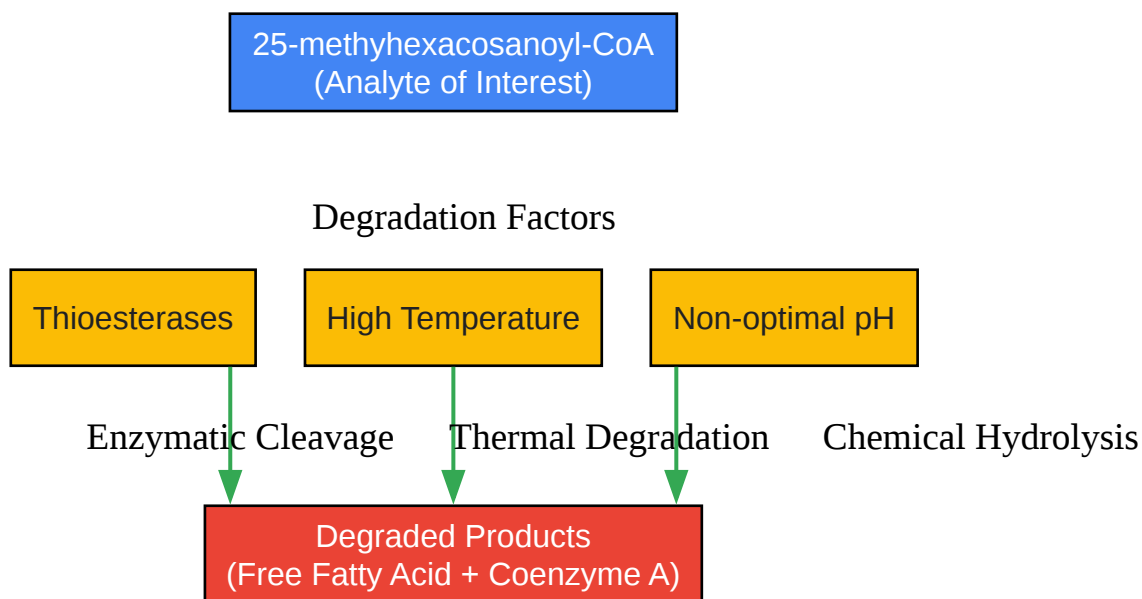 25-methyhexacosanoyl-CoA
(Analyte of Interest)
Degradation Factors
Thioesterases
High Temperature
Non-optimal pH
Enzymatic Cleavage
Thermal Degradation
Chemical Hydrolysis
Degraded Products
(Free Fatty Acid + Coenzyme A)